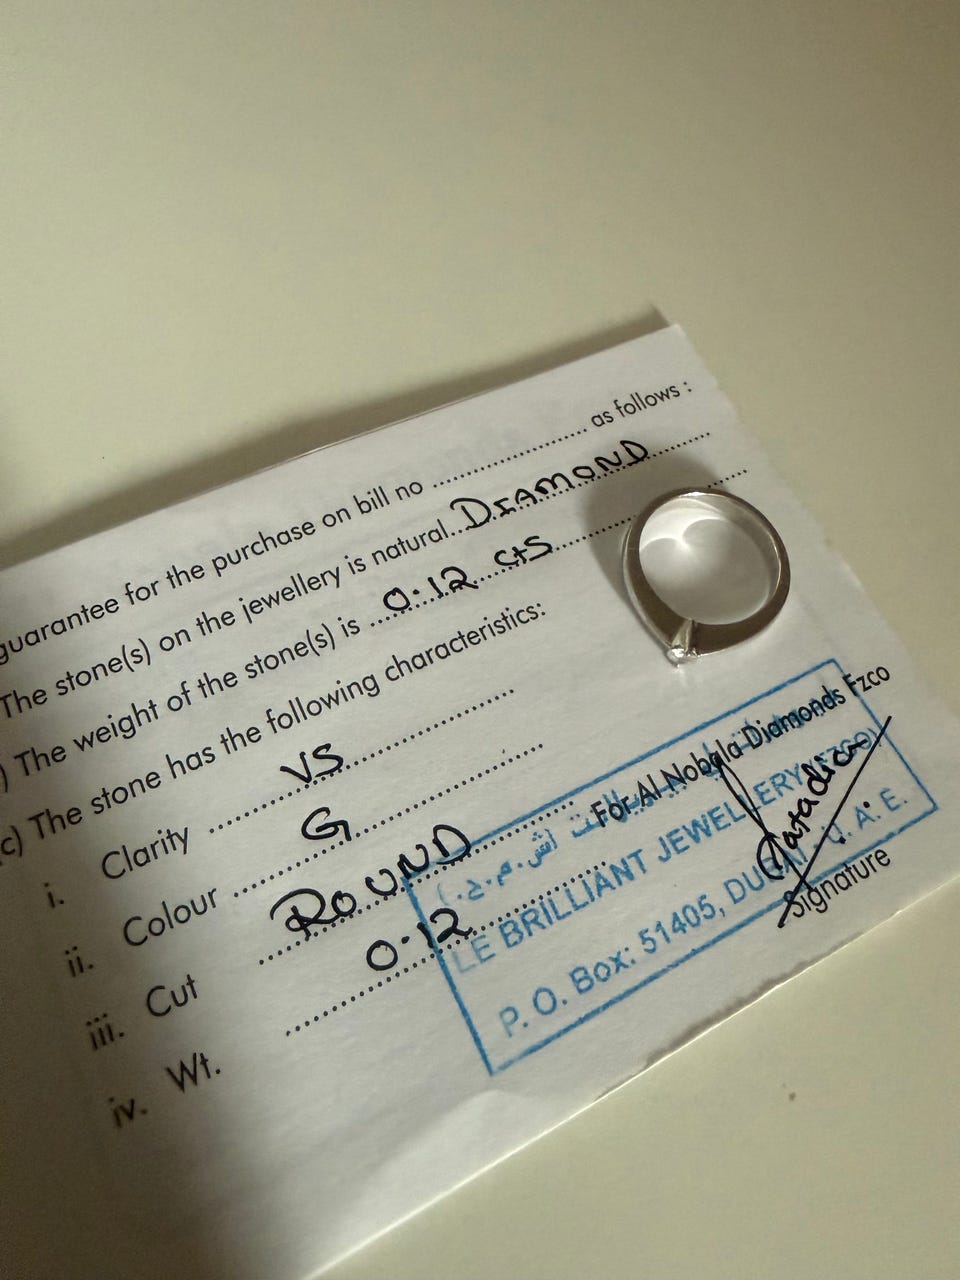 guarantee for the purchase on bill no .............................. as follows :
The stone(s) on the jewellery is natural...DIAMOND...........
) The weight of the stone(s) is ....0.12 cts..............................
c) The stone has the following characteristics:
i. Clarity ..........VS..............................
ii. Colour ..........G..............................
iii. Cut ..........ROUND....................
iv. Wt. ..........0.12....................
For Al Nobala Diamonds Fzco
LE BRILLIANT JEWELLERY (FZCO)
P. O. Box: 51405, DUBAI, U. A. E.
Signature